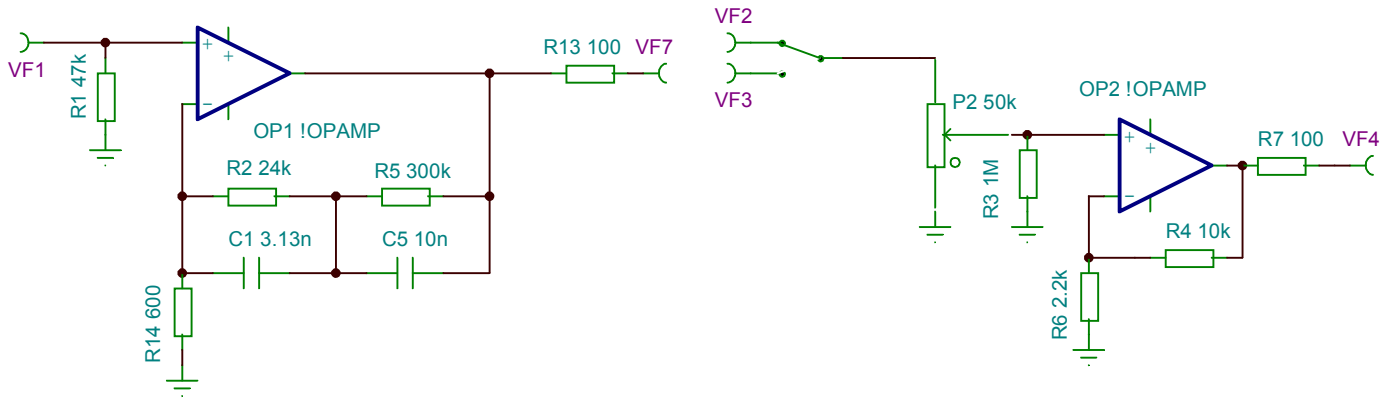 VF1
R1 47k
+
+
−
OP1 !OPAMP
R2 24k
R5 300k
C1 3.13n
C5 10n
R14 600
R13 100
VF7
VF2
VF3
P2 50k
R3 1M
OP2 !OPAMP
+
+
−
R4 10k
R6 2.2k
R7 100
VF4